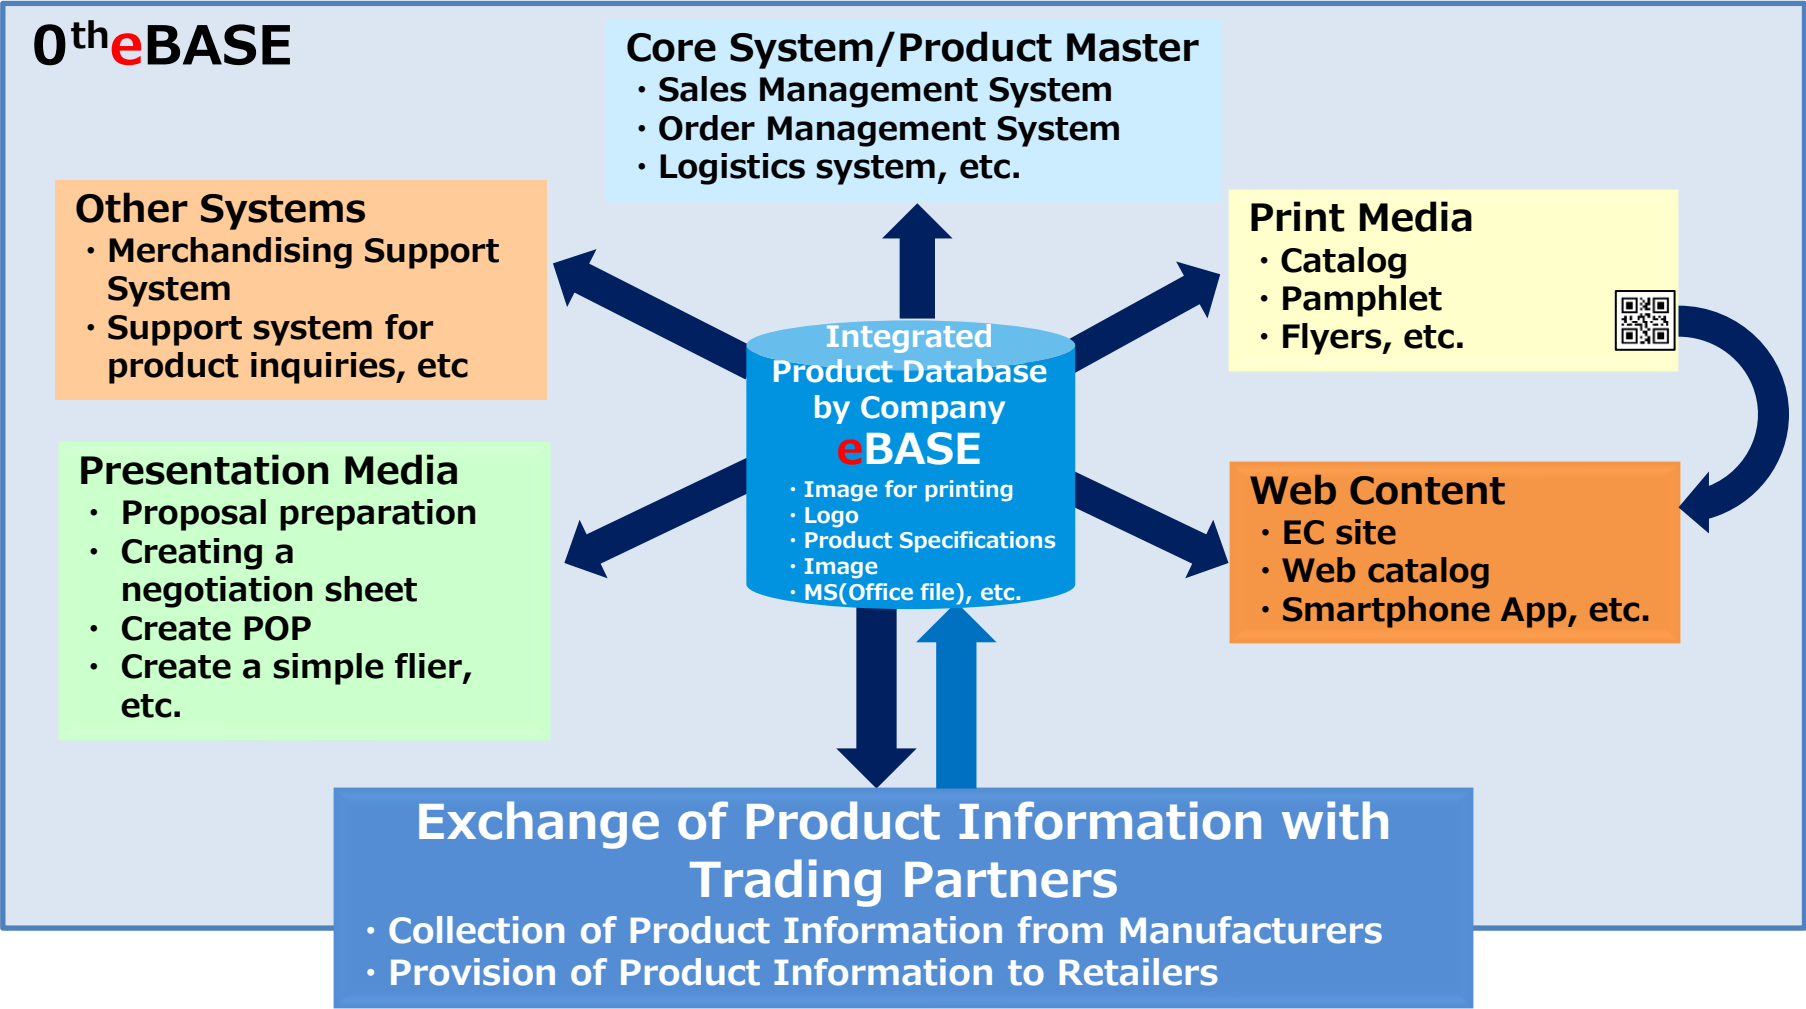 0th eBASE
Core System/Product Master
・Sales Management System
・Order Management System
・Logistics system, etc.
Other Systems
・Merchandising Support
System
・Support system for
product inquiries, etc
Print Media
・Catalog
・Pamphlet
・Flyers, etc.
Integrated
Product Database
by Company
eBASE
・Image for printing
・Logo
・Product Specifications
・Image
・MS(Office file), etc.
Presentation Media
・ Proposal preparation
・ Creating a
negotiation sheet
・ Create POP
・ Create a simple flier,
etc.
Web Content
・EC site
・Web catalog
・Smartphone App, etc.
Exchange of Product Information with
Trading Partners
・Collection of Product Information from Manufacturers
・Provision of Product Information to Retailers